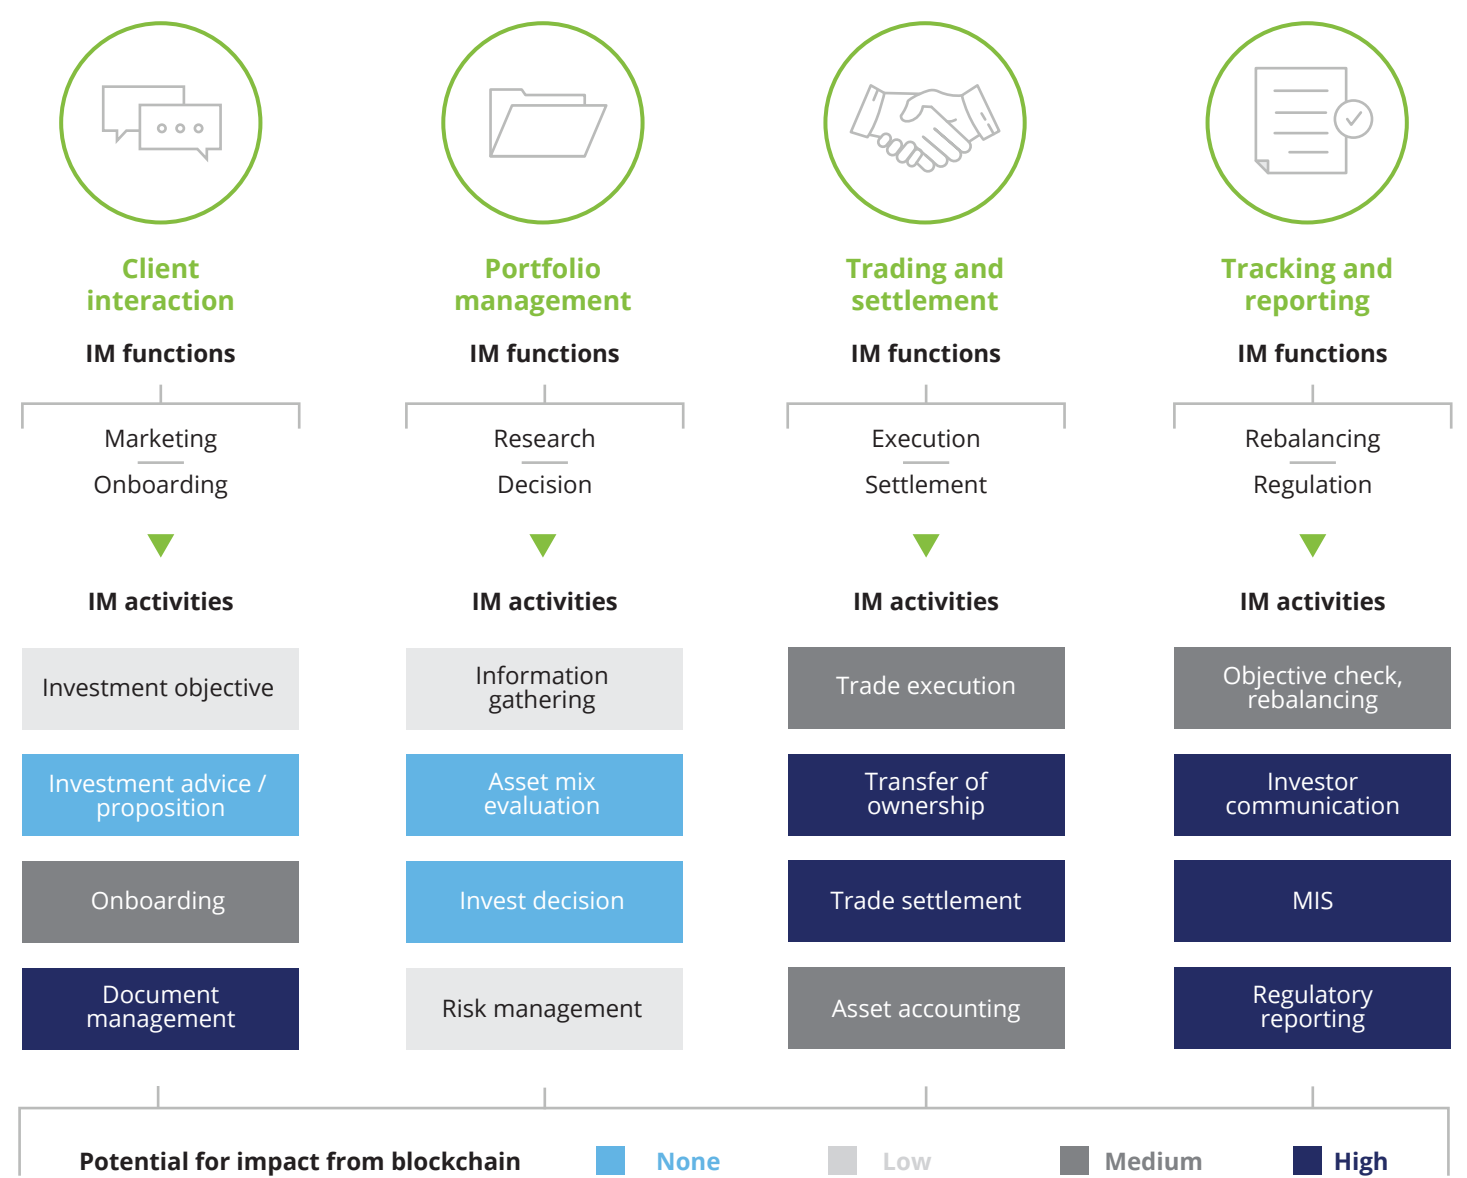 Client
interaction
IM functions
Marketing
Onboarding
IM activities
Investment objective
Investment advice /
proposition
Onboarding
Document
management
Portfolio
management
IM functions
Research
Decision
IM activities
Information
gathering
Asset mix
evaluation
Invest decision
Risk management
Trading and
settlement
IM functions
Execution
Settlement
IM activities
Trade execution
Transfer of
ownership
Trade settlement
Asset accounting
Tracking and
reporting
IM functions
Rebalancing
Regulation
IM activities
Objective check,
rebalancing
Investor
communication
MIS
Regulatory
reporting
Potential for impact from blockchain
None
Low
Medium
High